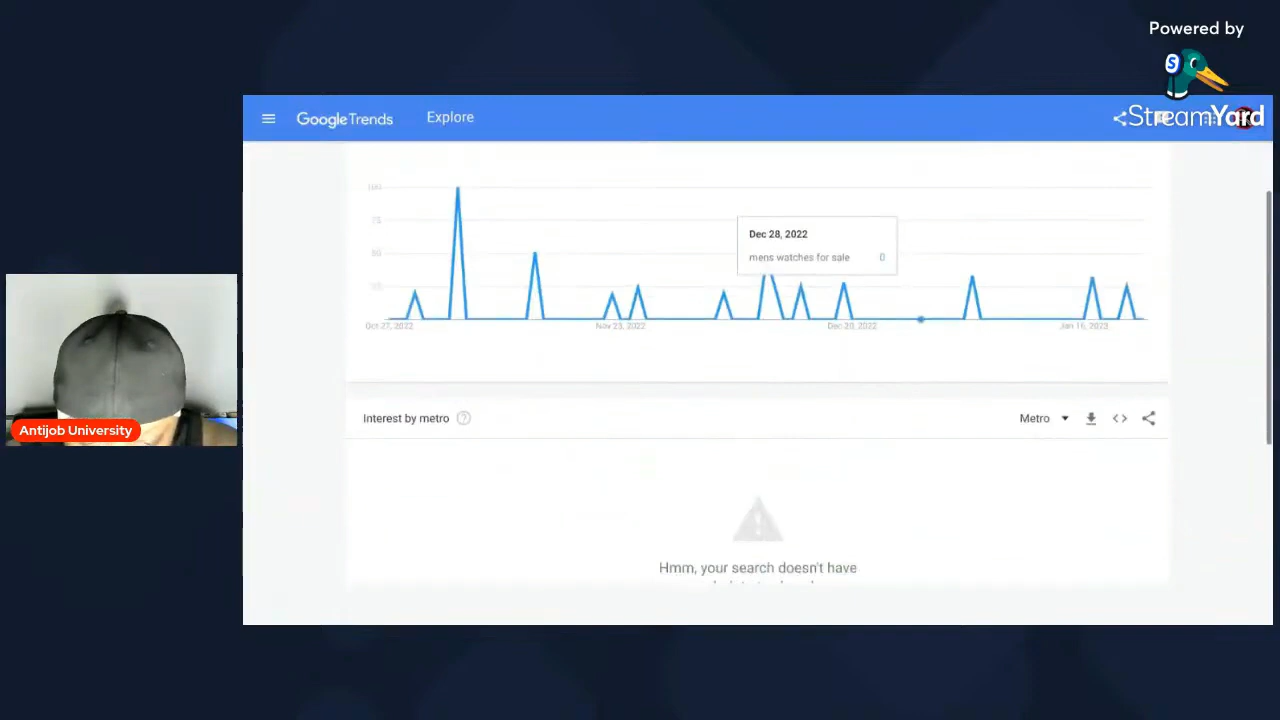 Powered by
StreamYard
Google Trends
Explore
100
75
50
Dec 28, 2022
mens watches for sale 0
Oct 27, 2022
Nov 23, 2022
Dec 20, 2022
Jan 16, 2023
Interest by metro
Metro
Hmm, your search doesn't have
Antijob University